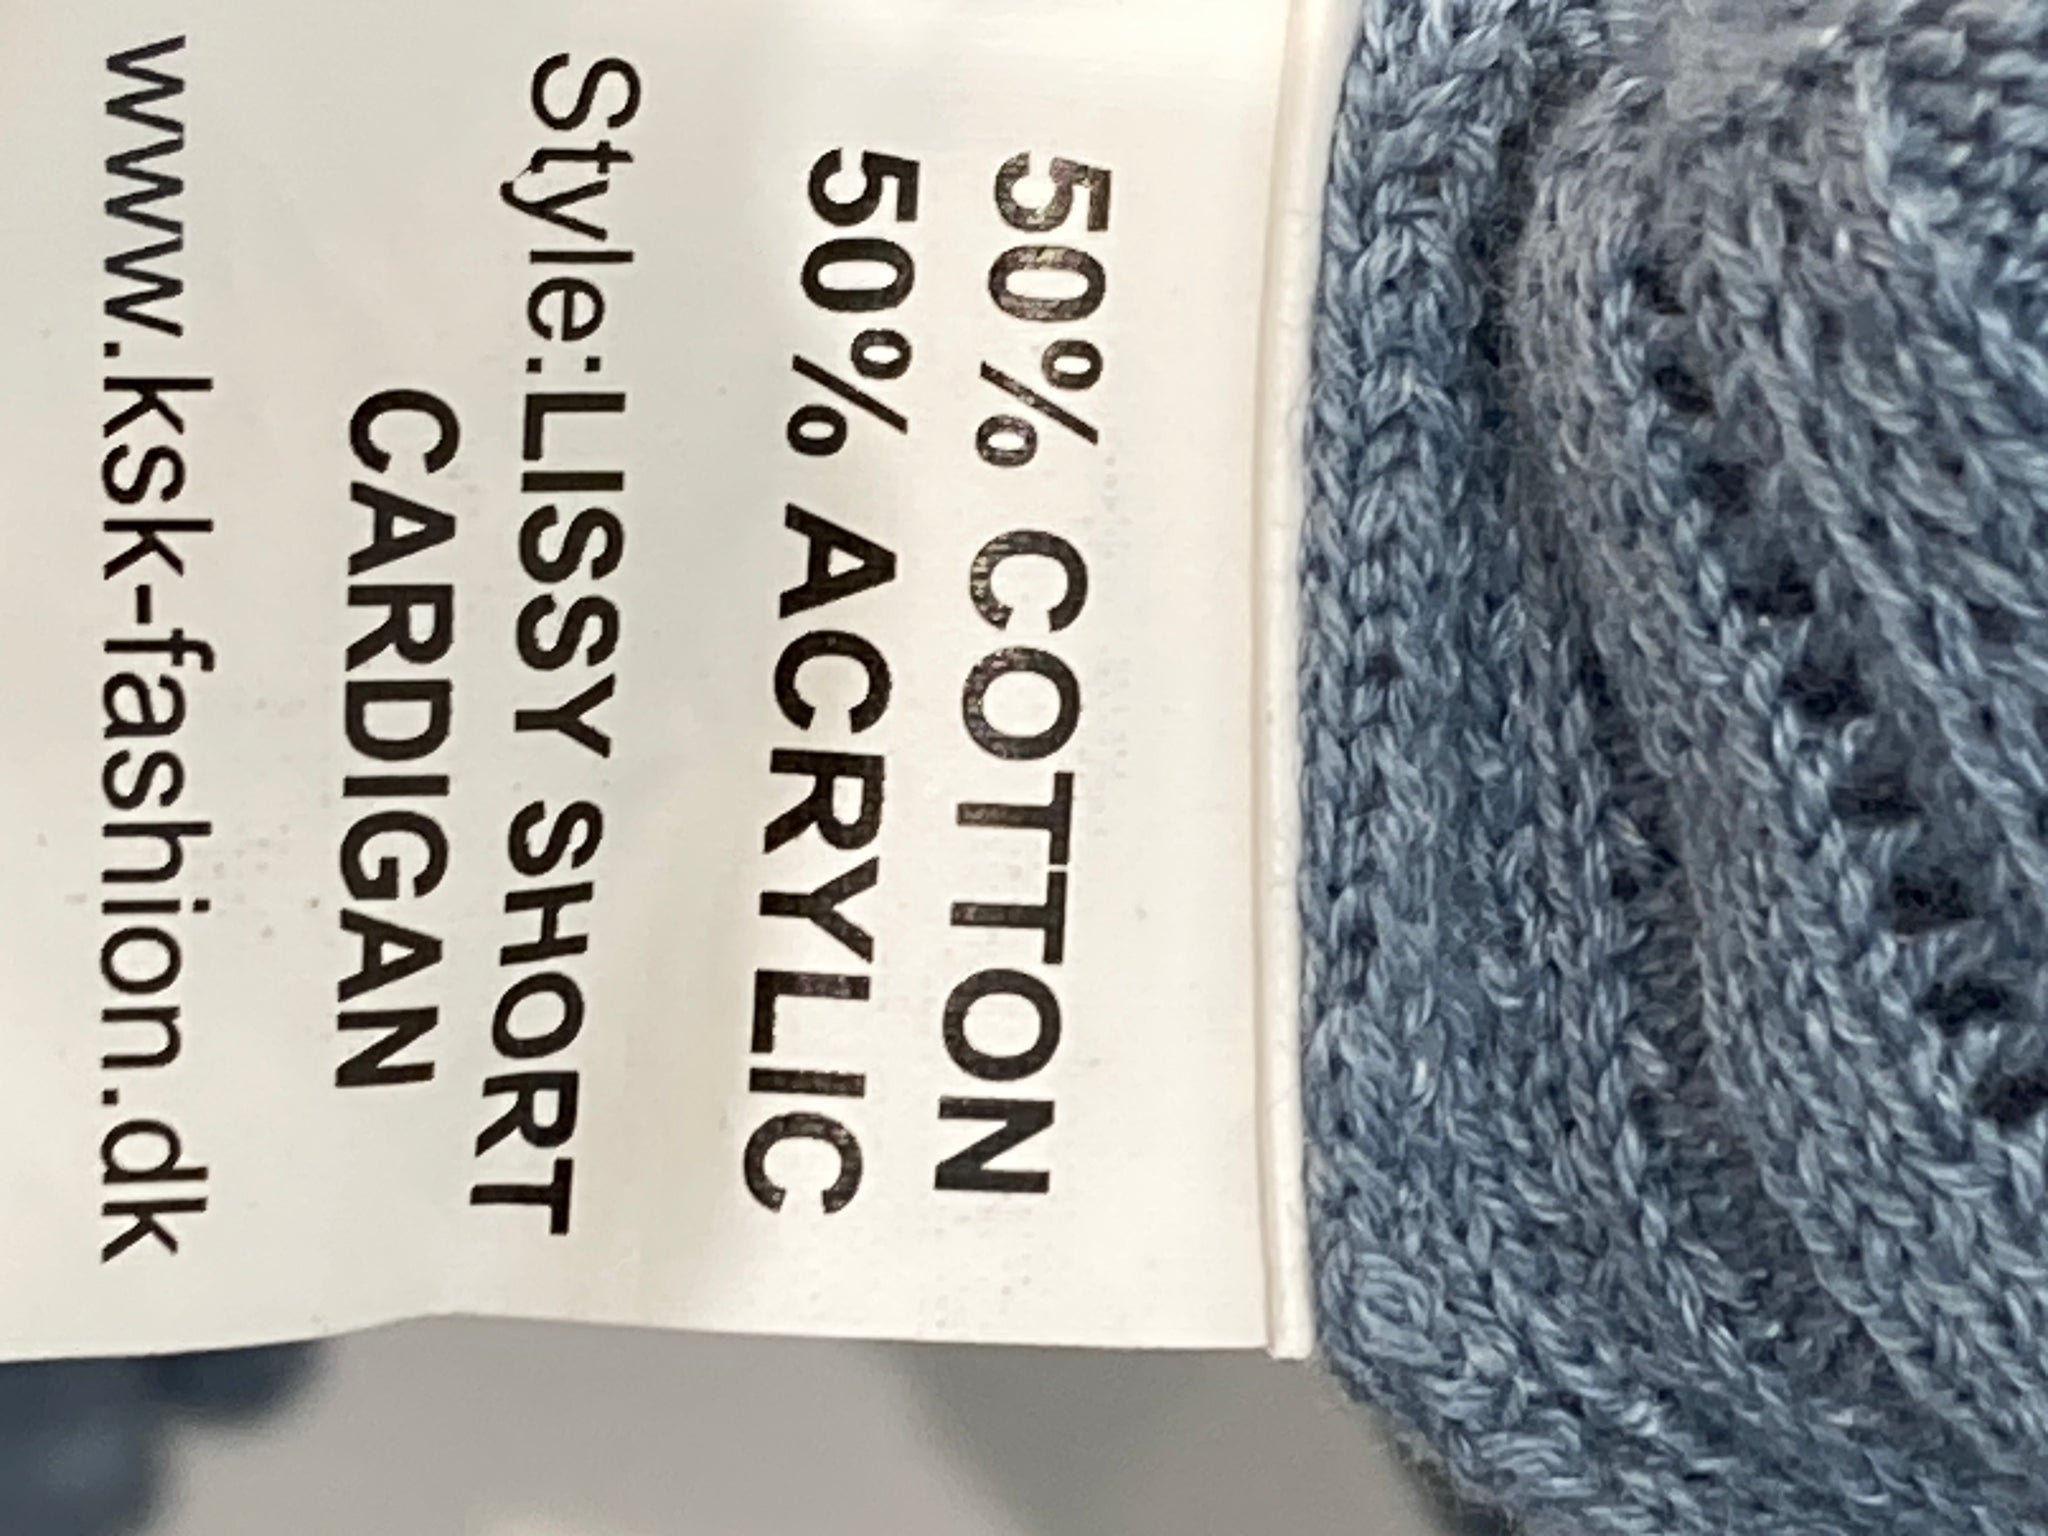 50% COTTON
50% ACRYLIC
Style:LISSY SHORT
CARDIGAN
www.ksk-fashion.dk